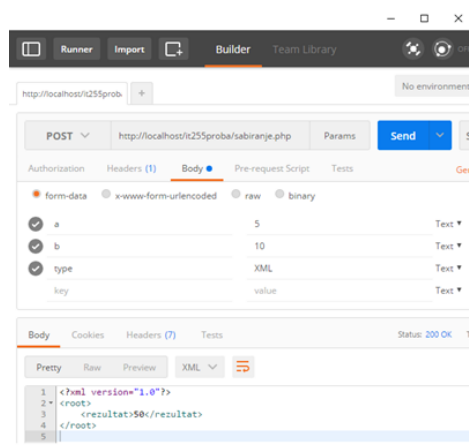 Runner Import Builder Team Library
http://localhost/it255prob No environment
POST http://localhost/it255proba/sabiranje.php Params Send
Authorization Headers (1) Body Pre-request Script Tests
form-data x-www-form-urlencoded raw binary
a 5 Text
b 10 Text
type XML Text
key value Text
Body Cookies Headers (7) Tests Status: 200 OK
Pretty Raw Preview XML
1 <?xml version="1.0"?>
2 <root>
3 <rezultat>50</rezultat>
4 </root>
5